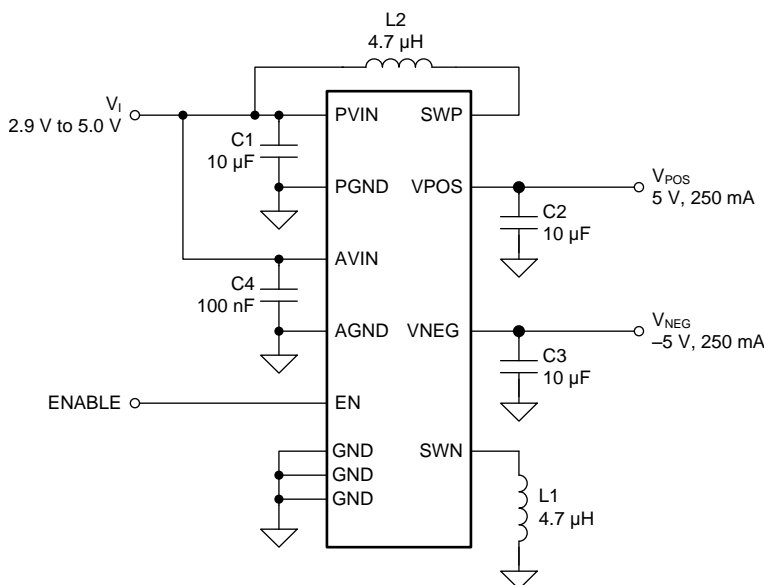 L2
4.7 µH
VI
2.9 V to 5.0 V
PVIN
SWP
C1
10 µF
PGND
VPOS
VPOS
5 V, 250 mA
C2
10 µF
AVIN
C4
100 nF
AGND
VNEG
VNEG
–5 V, 250 mA
C3
10 µF
ENABLE
EN
GND
SWN
GND
GND
L1
4.7 µH